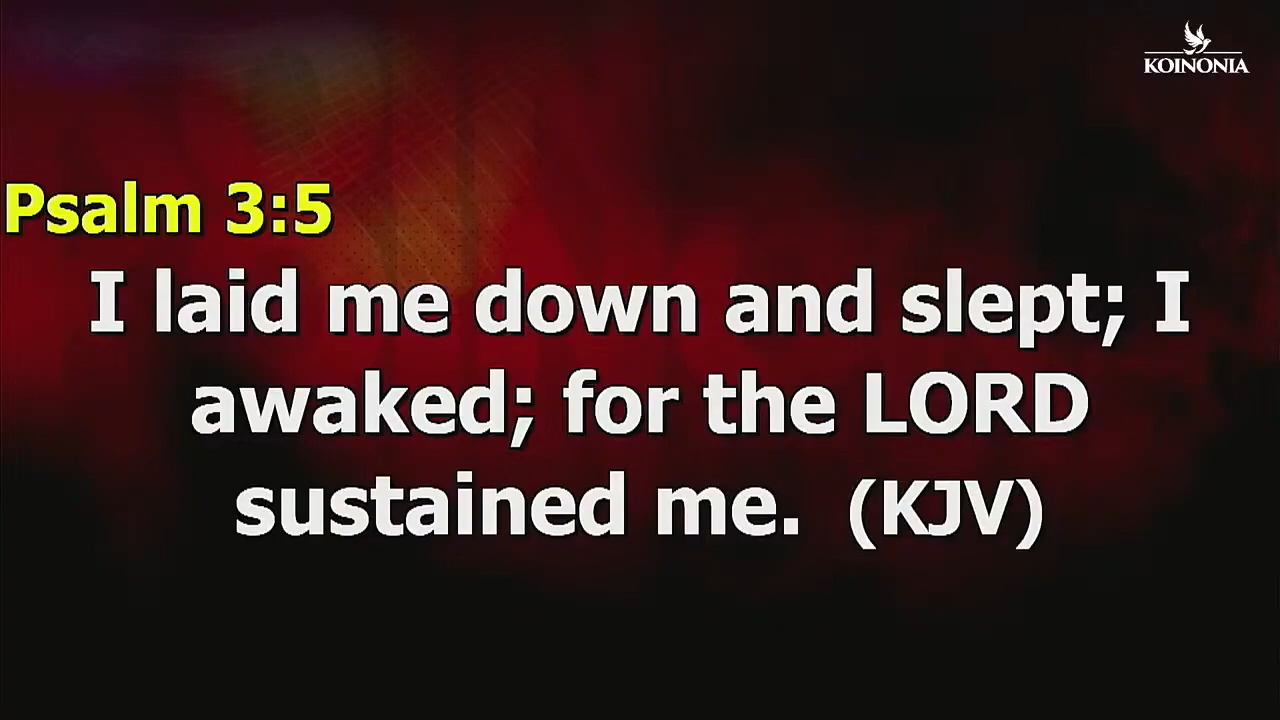 KOINONIA
Psalm 3:5
I laid me down and slept; I
awaked; for the LORD
sustained me. (KJV)